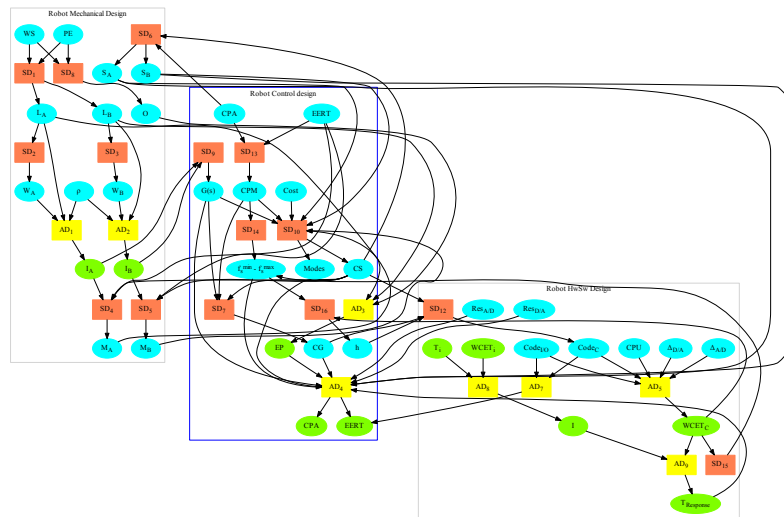 Robot Mechanical Design
WS PE SD6
SD1 SD8 SA SB
Robot Control design
LA LB O CPA EERT
SD2 SD3 SD9 SD13
WA ρ WB G(s) CPM Cost
AD1 AD2 SD14 SD10
IA IB Modes CS
Robot HwSw Design
SD4 SD5 SD7 SD16 AD3 SD12 ResA/D ResD/A
MA MB EP CG h Ti WCETi CodeI/O CodeC CPU ΔD/A ΔA/D
AD4 AD8 AD7 AD5
CPA EERT I WCETC
AD9 SD15
TResponse